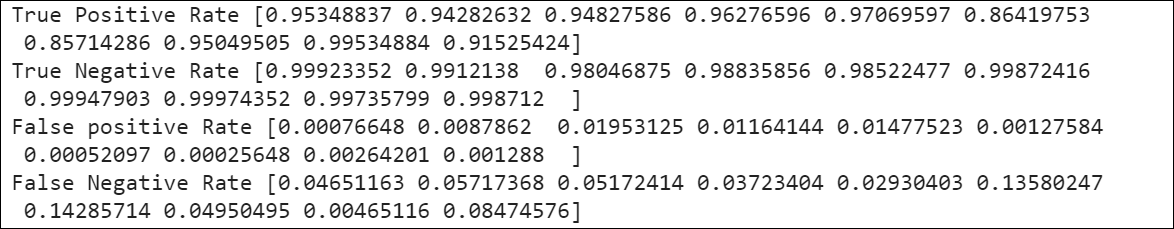 True Positive Rate [0.95348837 0.94282632 0.94827586 0.96276596 0.97069597 0.86419753
 0.85714286 0.95049505 0.99534884 0.91525424]
True Negative Rate [0.99923352 0.9912138  0.98046875 0.98835856 0.98522477 0.99872416
 0.99947903 0.99974352 0.99735799 0.998712  ]
False positive Rate [0.00076648 0.0087862  0.01953125 0.01164144 0.01477523 0.00127584
 0.00052097 0.00025648 0.00264201 0.001288  ]
False Negative Rate [0.04651163 0.05717368 0.05172414 0.03723404 0.02930403 0.13580247
 0.14285714 0.04950495 0.00465116 0.08474576]